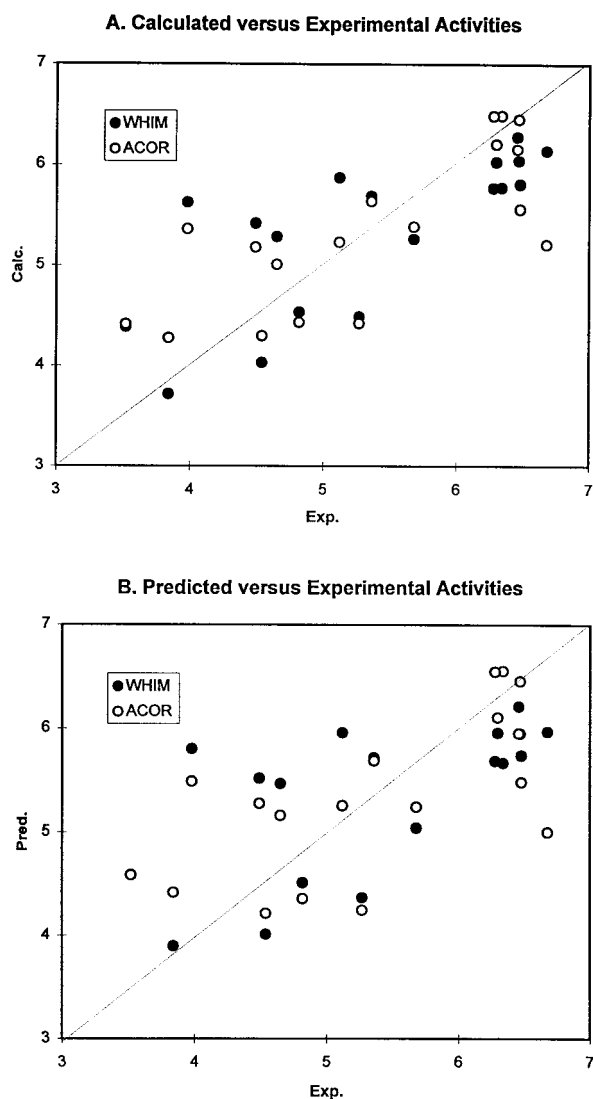 A. Calculated versus Experimental Activities
7
WHIM
ACOR
6
Calc.
5
4
3
3 4 5 6 7
Exp.
B. Predicted versus Experimental Activities
7
WHIM
ACOR
6
Pred.
5
4
3
3 4 5 6 7
Exp.